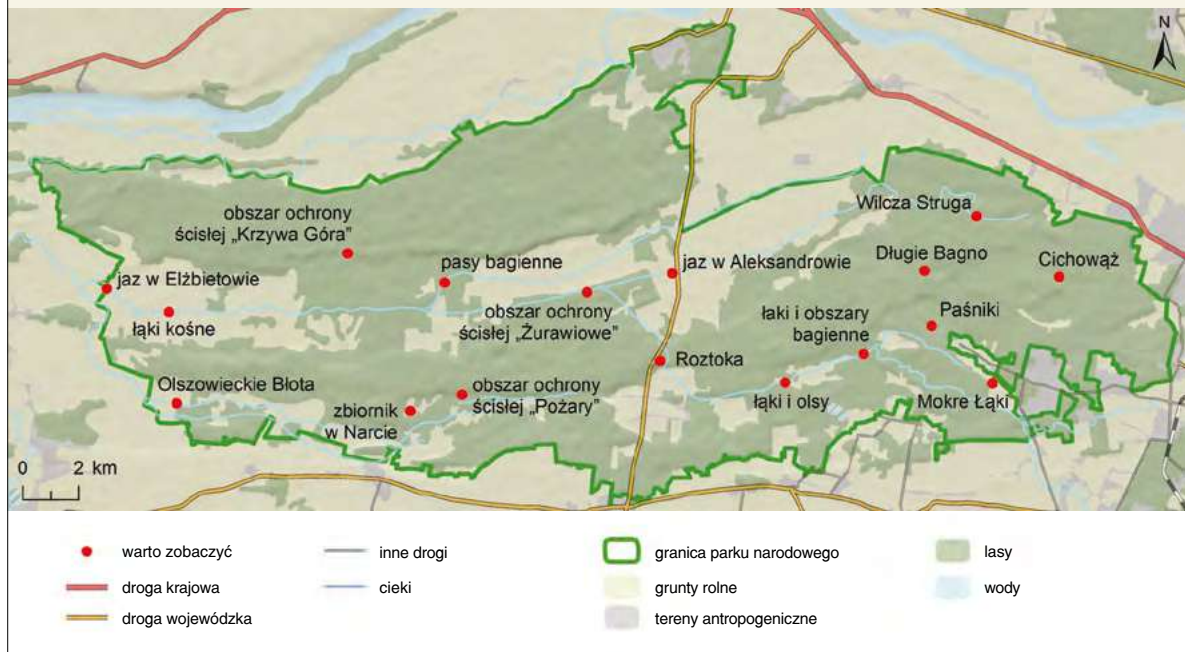 N
Wilcza Struga
obszar ochrony
ścisłej „Krzywa Góra”
Długie Bagno
Cichowąż
jaz w Elżbietowie
pasy bagienne
jaz w Aleksandrowie
łąki kośne
obszar ochrony
ścisłej „Żurawiowe”
łaki i obszary
bagienne
Paśniki
Roztoka
Olszowieckie Błota
obszar ochrony
ścisłej „Pożary”
zbiornik
w Narcie
łąki i olsy
Mokre Łąki
0 2 km
warto zobaczyć
inne drogi
granica parku narodowego
lasy
droga krajowa
cieki
grunty rolne
wody
droga wojewódzka
tereny antropogeniczne